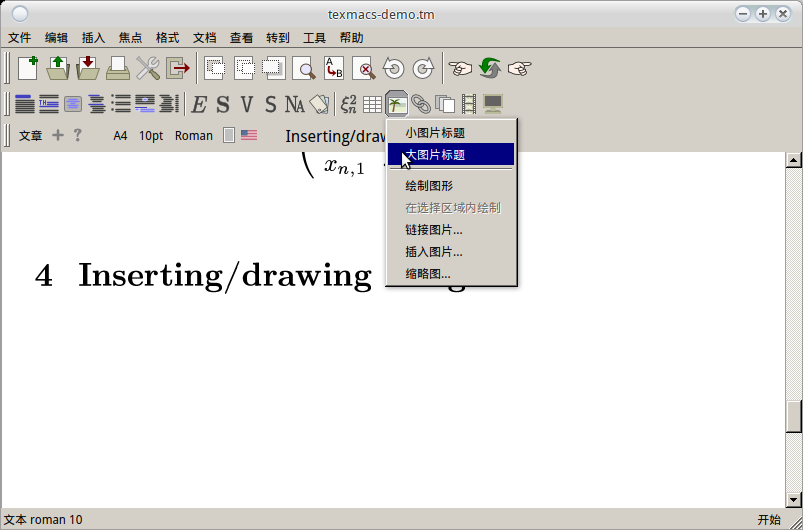 texmacs-demo.tm
文件 编辑 插入 焦点 格式 文档 查看 转到 工具 帮助
E S V S NA ξ²n
文章 A4 10pt Roman Inserting/draw
小图片标题
大图片标题
绘制图形
在选择区域内绘制
链接图片...
插入图片...
缩略图...
x_{n,1}
4 Inserting/drawing
文本 roman 10 开始